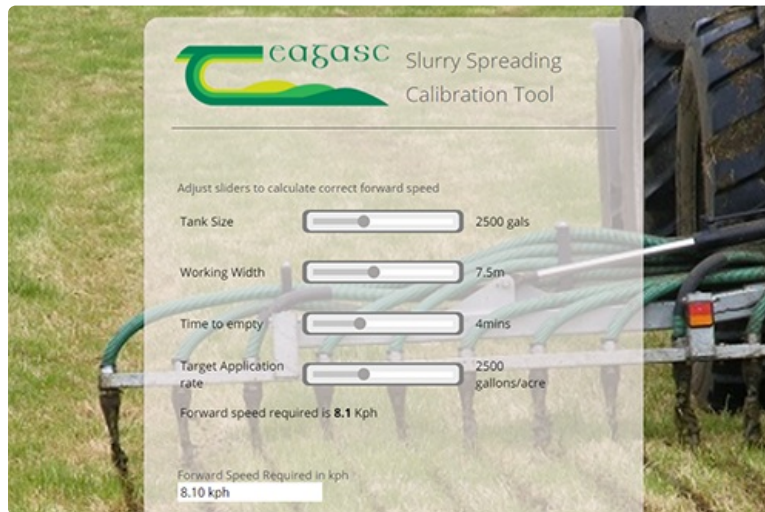 Teagasc
Slurry Spreading
Calibration Tool
Adjust sliders to calculate correct forward speed
Tank Size 2500 gals
Working Width 7.5m
Time to empty 4mins
Target Application
rate
2500
gallons/acre
Forward speed required is 8.1 Kph
Forward Speed Required in kph
8.10 kph